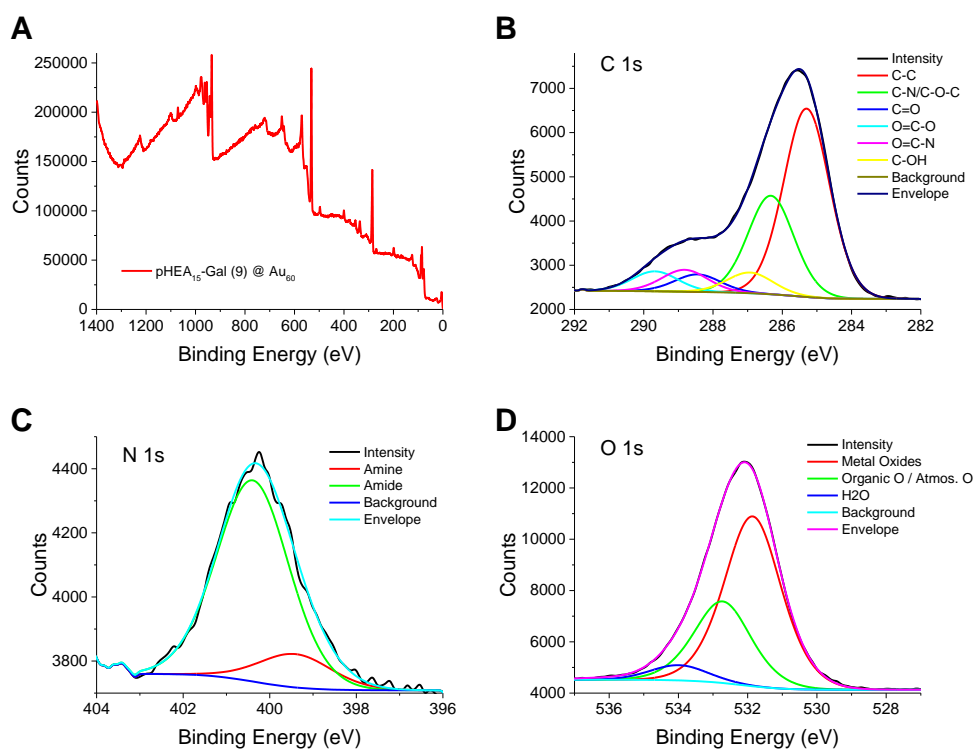 A
250000
200000
150000
100000
50000
0
Counts
pHEA₁₅-Gal (9) @ Au₆₀
1400 1200 1000 800 600 400 200 0
Binding Energy (eV)
B
C 1s
7000
6000
5000
4000
3000
2000
Counts
Intensity
C-C
C-N/C-O-C
C=O
O=C-O
O=C-N
C-OH
Background
Envelope
292 290 288 286 284 282
Binding Energy (eV)
C
N 1s
4400
4200
4000
3800
Counts
Intensity
Amine
Amide
Background
Envelope
404 402 400 398 396
Binding Energy (eV)
D
O 1s
14000
12000
10000
8000
6000
4000
Counts
Intensity
Metal Oxides
Organic O / Atmos. O
H2O
Background
Envelope
536 534 532 530 528
Binding Energy (eV)